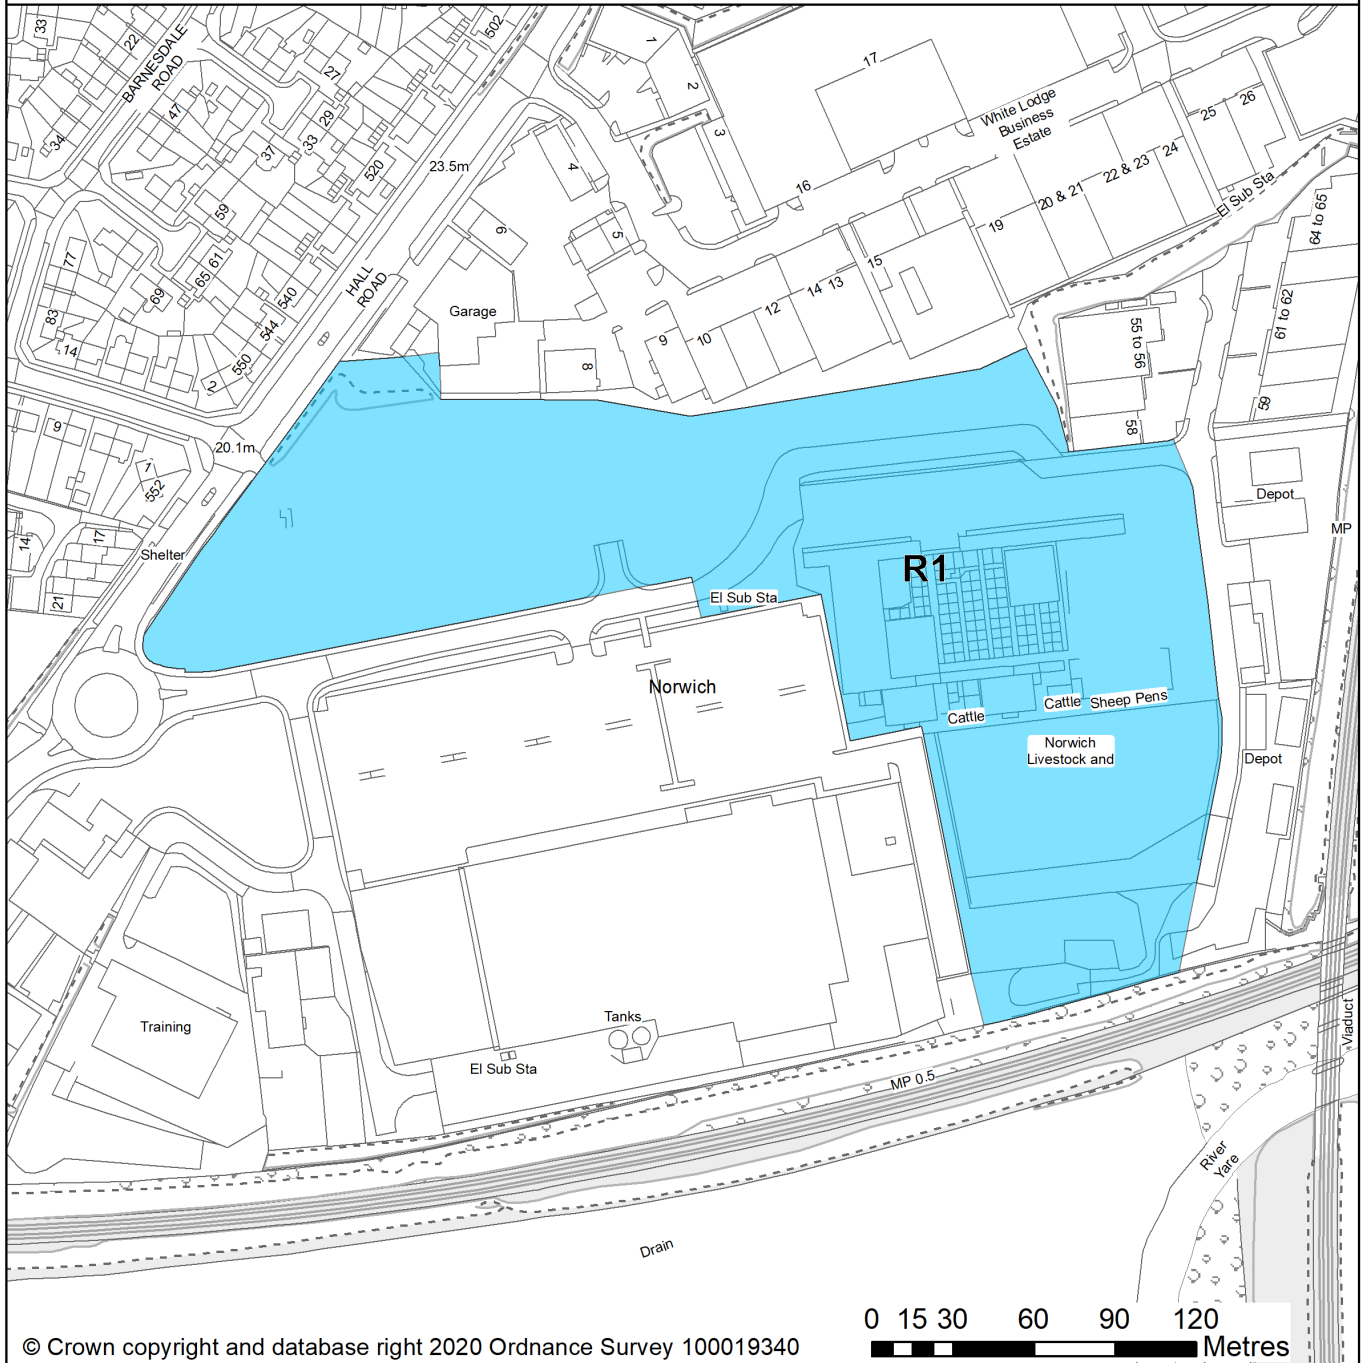 33
22
BARNESDALE
ROAD
502
27
47
29
33
34
37
520
23.5m
59
77
61
65
69
540
HALL
ROAD
83
544
14
550
2
1
2
3
17
White Lodge
Business
Estate
25
26
4
16
22 & 23
24
20 & 21
El Sub Sta
64 to 65
6
5
19
15
14
13
12
61 to 62
Garage
9
10
55 to 56
8
59
58
9
20.1m
1
552
Depot
MP
14
17
Shelter
21
R1
El Sub Sta
Norwich
Cattle
Cattle
Sheep Pens
Norwich
Livestock and
Depot
Training
Tanks
El Sub Sta
MP 0.5
Viaduct
River
Yare
Drain
0 15 30 60 90 120
Metres
© Crown copyright and database right 2020 Ordnance Survey 100019340